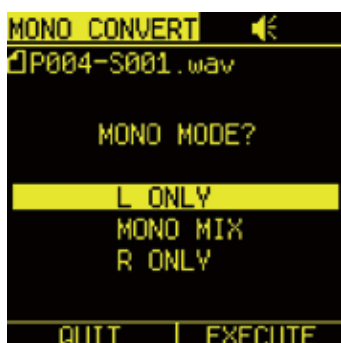 MONO CONVERT
P004-S001.wav
MONO MODE?
L ONLY
MONO MIX
R ONLY
QUIT EXECUTE